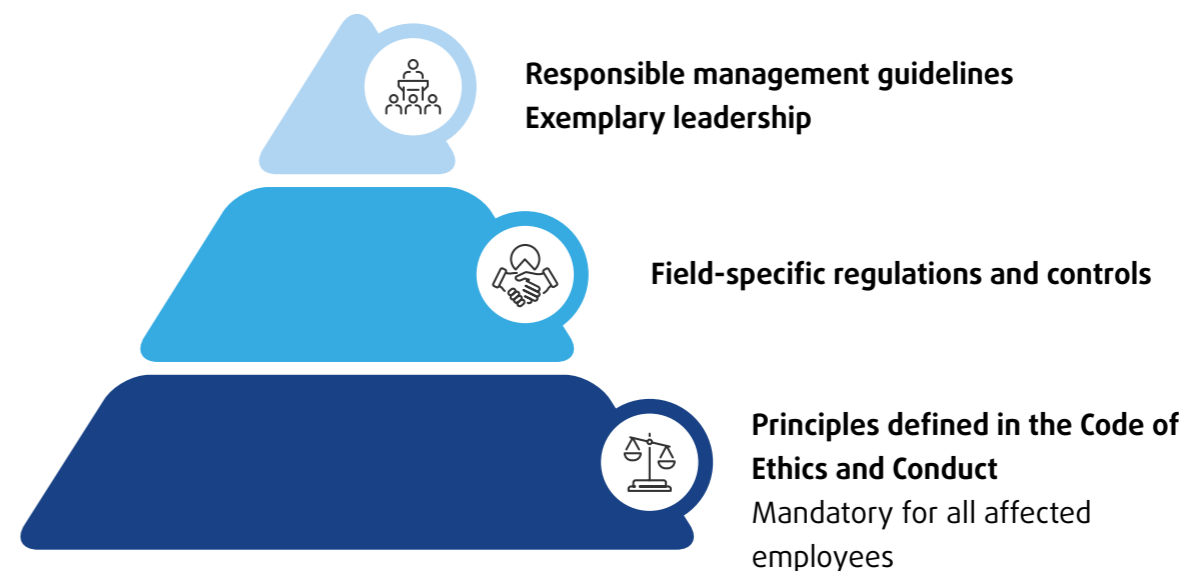 Responsible management guidelines
Exemplary leadership
Field-specific regulations and controls
Principles defined in the Code of
Ethics and Conduct
Mandatory for all affected
employees